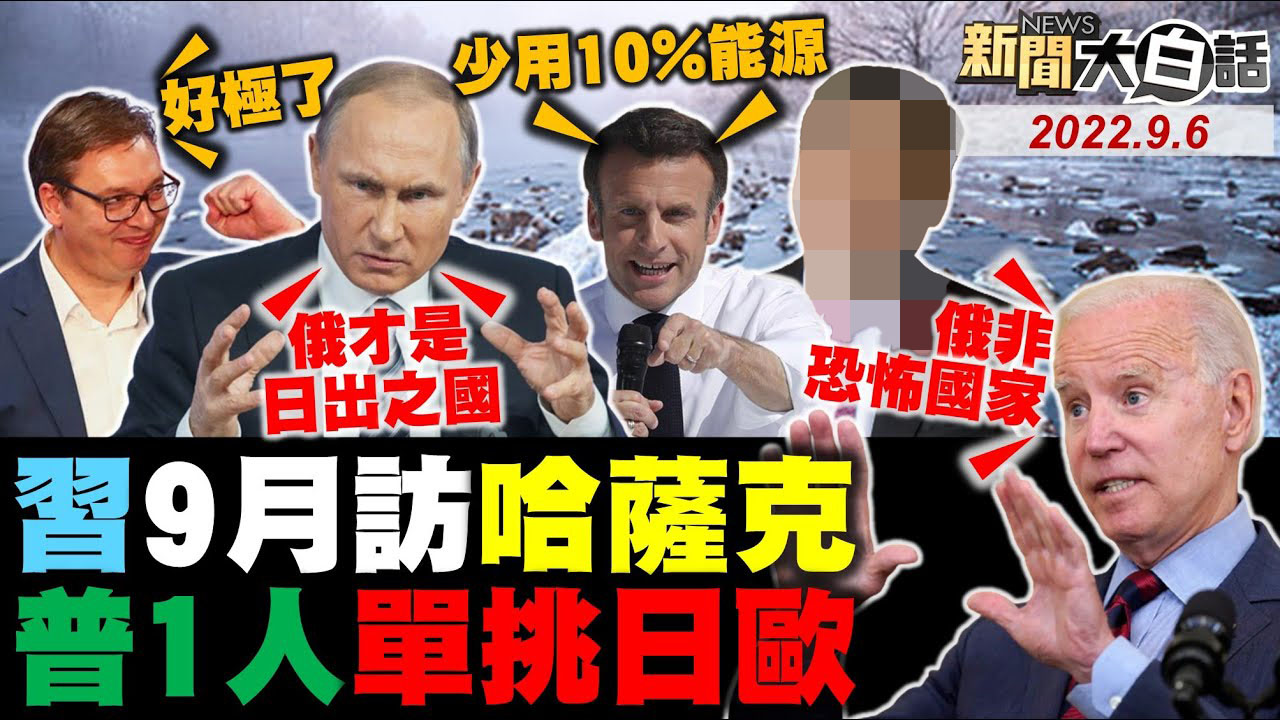 NEWS
新聞大白話
2022.9.6
好極了
少用10%能源
俄才是
日出之國
俄非
恐怖國家
習9月訪哈薩克
普1人單挑日歐